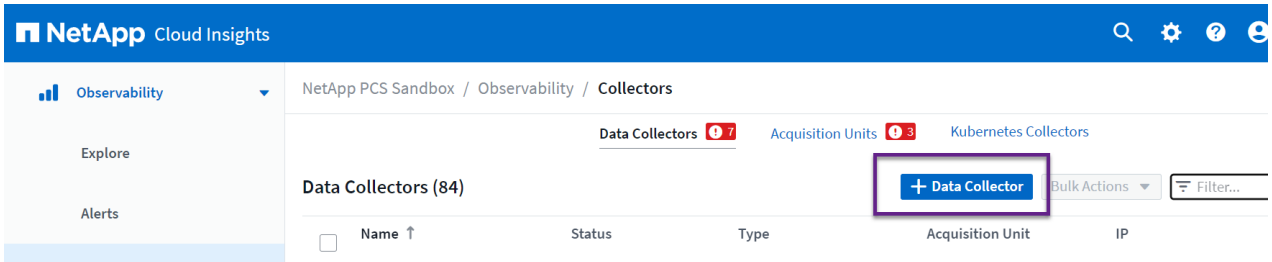 NetApp Cloud Insights
Observability
Explore
Alerts
NetApp PCS Sandbox / Observability / Collectors
Data Collectors 7 Acquisition Units 3 Kubernetes Collectors
Data Collectors (84)
+ Data Collector Bulk Actions Filter...
Name ↑ Status Type Acquisition Unit IP